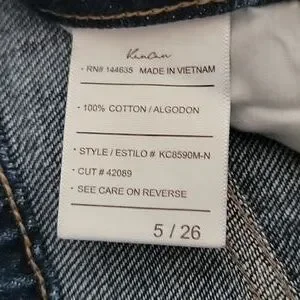 KanCan
· RN# 144635 MADE IN VIETNAM
· 100% COTTON / ALGODON
· STYLE / ESTILO # KC8590M-N
· CUT # 42089
· SEE CARE ON REVERSE
5 / 26